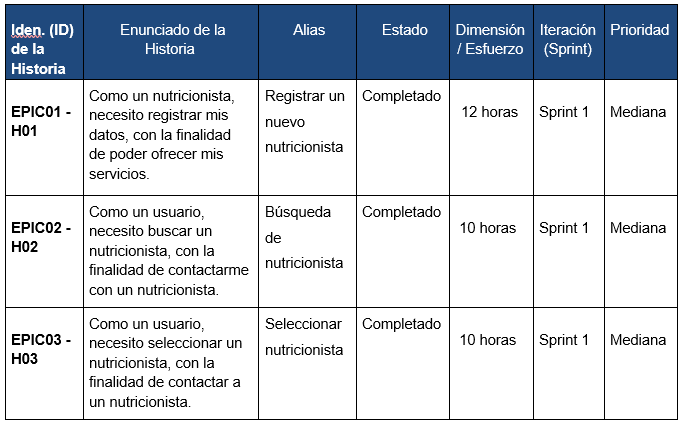 Iden. (ID) de la Historia
Enunciado de la Historia
Alias
Estado
Dimensión / Esfuerzo
Iteración (Sprint)
Prioridad
EPIC01 - H01
Como un nutricionista,
necesito registrar mis
datos, con la finalidad
de poder ofrecer mis
servicios.
Registrar un
nuevo
nutricionista
Completado
12 horas
Sprint 1
Mediana
EPIC02 - H02
Como un usuario,
necesito buscar un
nutricionista, con la
finalidad de contactarme
con un nutricionista.
Búsqueda
de
nutricionista
Completado
10 horas
Sprint 1
Mediana
EPIC03 - H03
Como un usuario,
necesito seleccionar un
nutricionista, con la
finalidad de contactar a
un nutricionista.
Seleccionar
nutricionista
Completado
10 horas
Sprint 1
Mediana